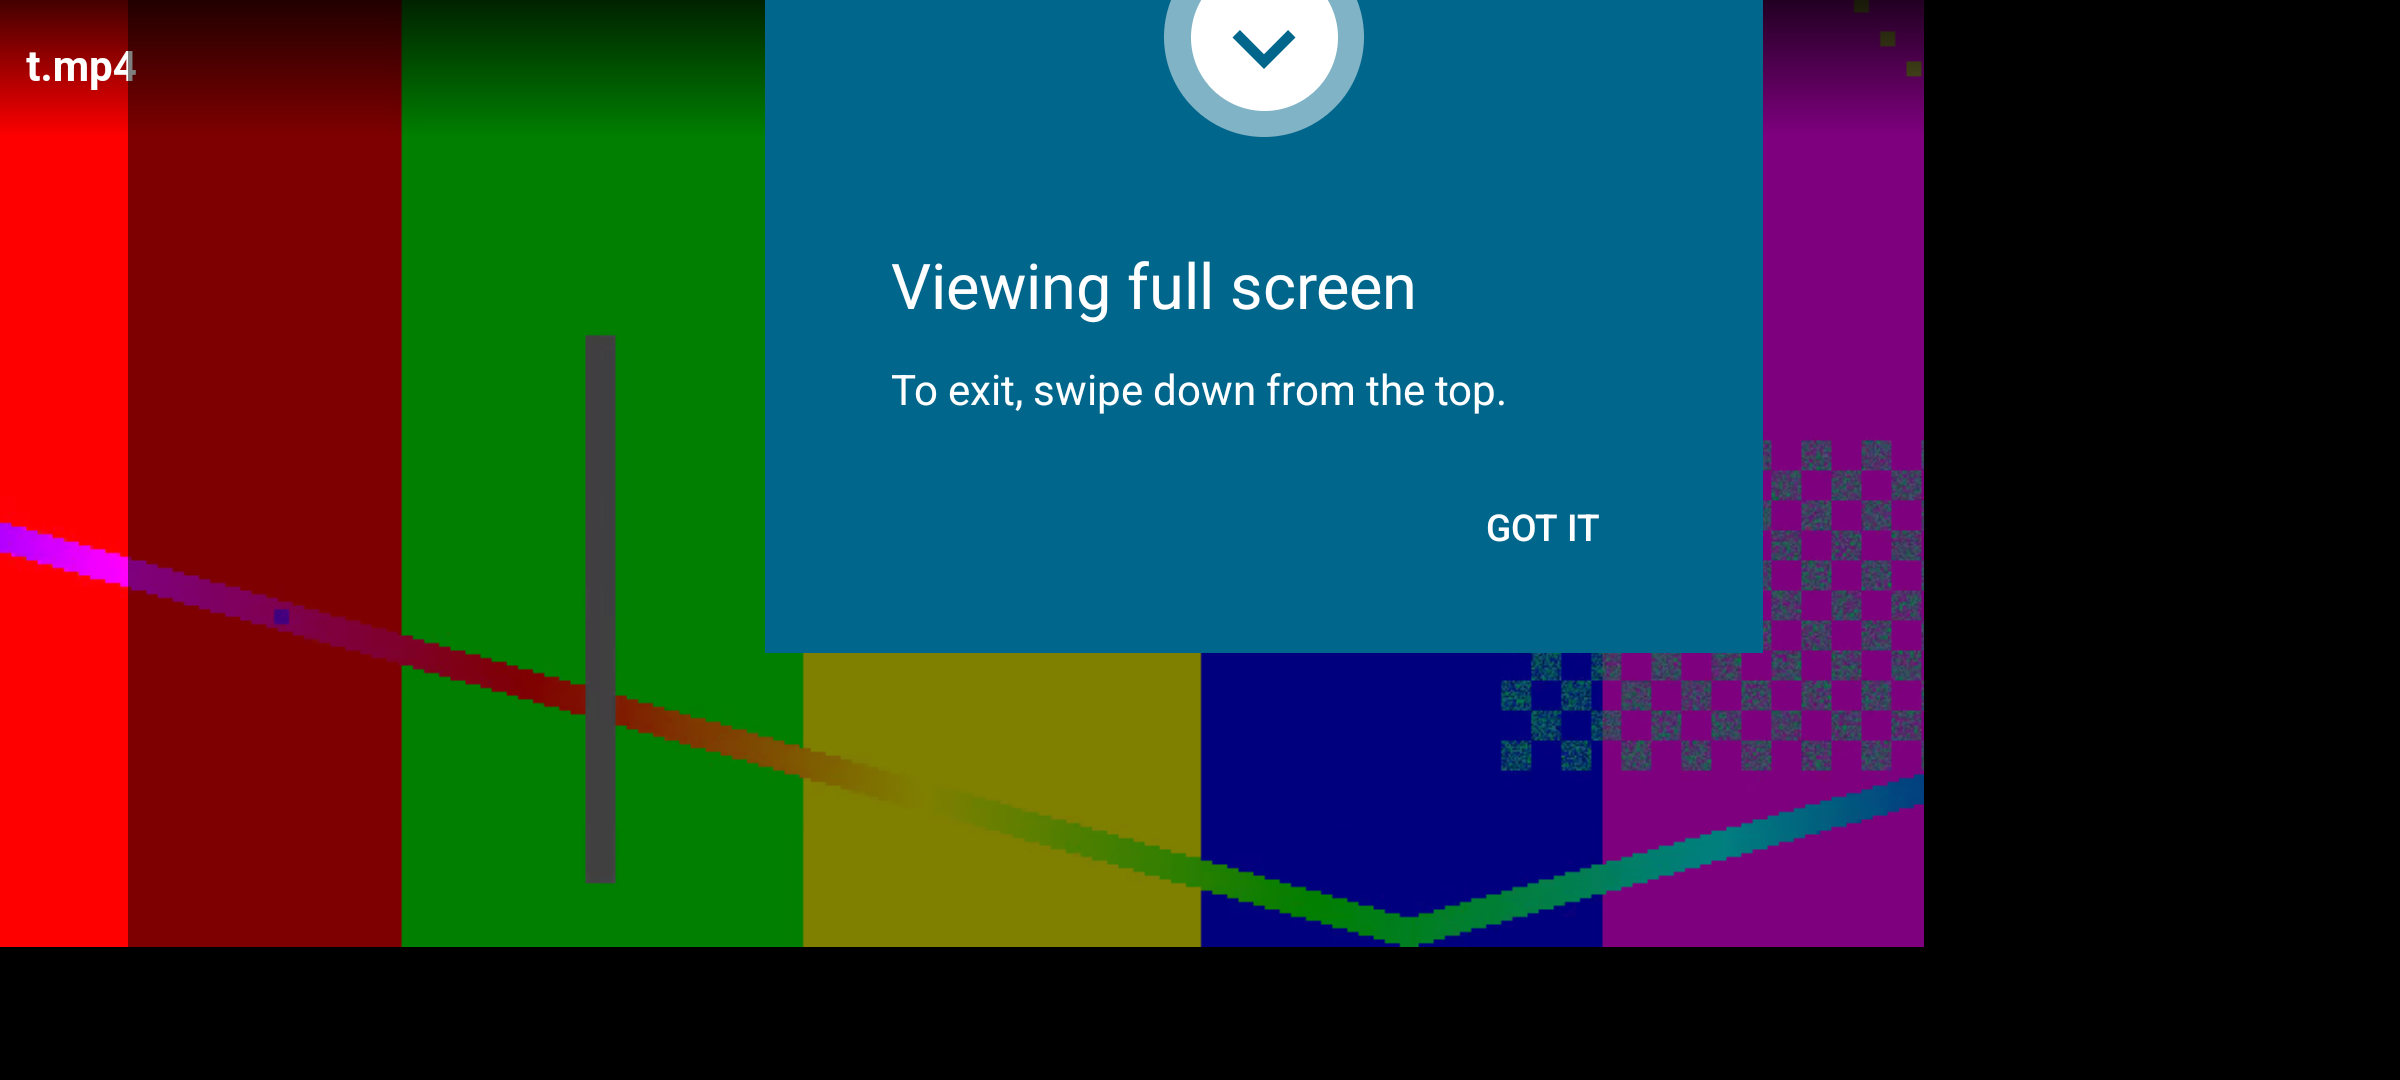 t.mp4
Viewing full screen
To exit, swipe down from the top.
GOT IT